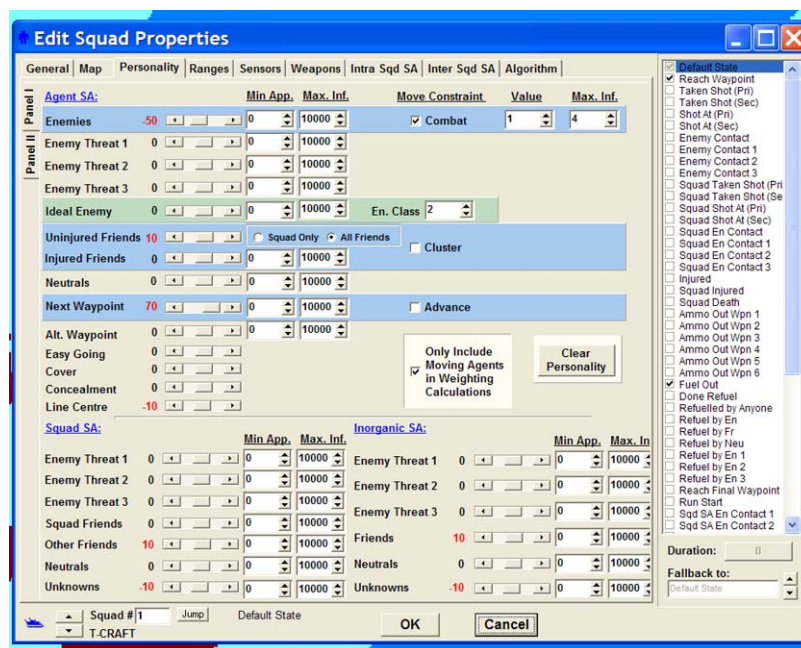 Edit Squad Properties
General Map Personality Ranges Sensors Weapons Intra Sqd SA Inter Sqd SA Algorithm
Panel I
Panel II
Agent SA: Min App. Max. Inf. Move Constraint Value Max. Inf.
Enemies -50 0 10000 Combat 1 4
Enemy Threat 1 0 0 10000
Enemy Threat 2 0 0 10000
Enemy Threat 3 0 0 10000
Ideal Enemy 0 0 10000 En. Class 2
Uninjured Friends 10 Squad Only All Friends
Cluster
Injured Friends 0 0 10000
Neutrals 0 0 10000
Next Waypoint 70 0 10000 Advance
Alt. Waypoint 0 0 10000
Easy Going 0
Cover 0
Concealment 0
Line Centre -10
Only Include
Moving Agents
in Weighting
Calculations
Clear
Personality
Squad SA:
Min App. Max. Inf.
Enemy Threat 1 0 0 10000
Enemy Threat 2 0 0 10000
Enemy Threat 3 0 0 10000
Squad Friends 0 0 10000
Other Friends 10 0 10000
Neutrals 0 0 10000
Unknowns -10 0 10000
Inorganic SA:
Min App. Max. In
Enemy Threat 1 0 0 10000
Enemy Threat 2 0 0 10000
Enemy Threat 3 0 0 10000
Friends 10 0 10000
Neutrals 0 0 10000
Unknowns -10 0 10000
Default State
Reach Waypoint
Taken Shot (Pri)
Taken Shot (Sec)
Shot At (Pri)
Shot At (Sec)
Enemy Contact
Enemy Contact 1
Enemy Contact 2
Enemy Contact 3
Squad Taken Shot (Pri
Squad Taken Shot (Se
Squad Shot At (Pri)
Squad Shot At (Sec)
Squad En Contact
Squad En Contact 1
Squad En Contact 2
Squad En Contact 3
Injured
Squad Injured
Squad Death
Ammo Out Wpn 1
Ammo Out Wpn 2
Ammo Out Wpn 3
Ammo Out Wpn 4
Ammo Out Wpn 5
Ammo Out Wpn 6
Fuel Out
Done Refuel
Refuelled by Anyone
Refuel by En
Refuel by Fr
Refuel by Neu
Refuel by En 1
Refuel by En 2
Refuel by En 3
Reach Final Waypoint
Run Start
Sqd SA En Contact 1
Sqd SA En Contact 2
Duration: 0
Fallback to:
Default State
Squad # 1 Jump Default State
T-CRAFT
OK Cancel